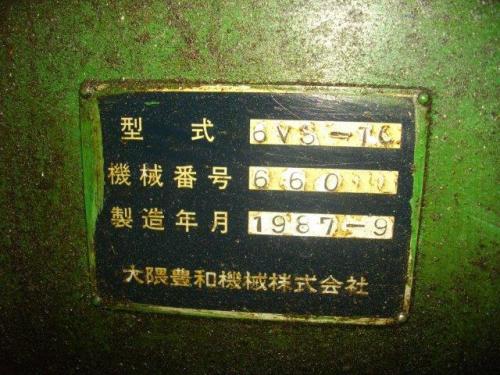 型 式 6VS-TC
機械番号 660
製造年月 1987-9
大隈豊和機械株式会社